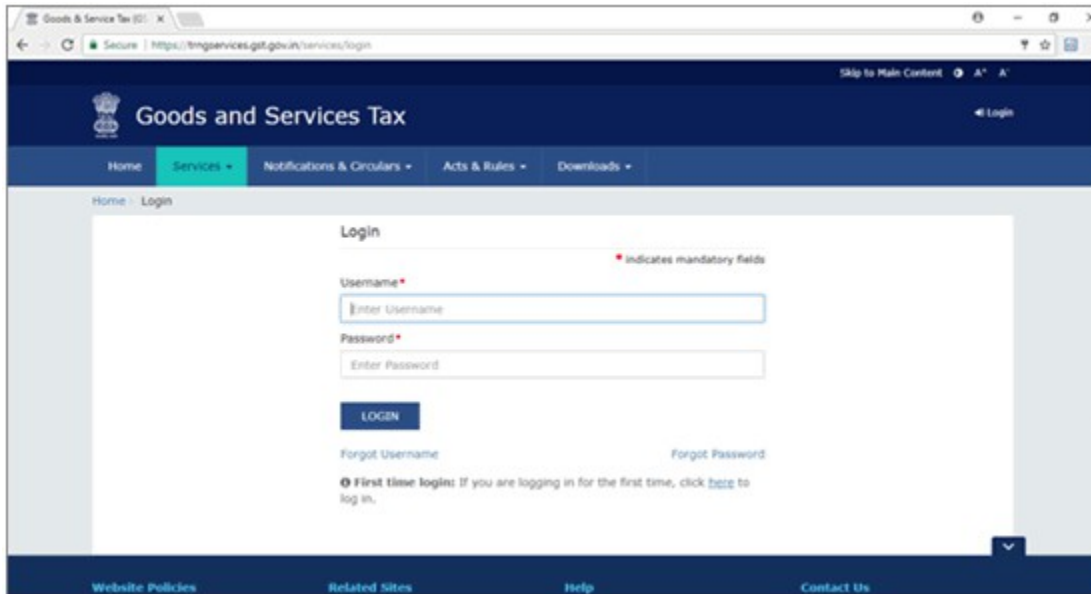 Goods & Service Tax (GS
Secure | https://trngservices.gst.gov.in/services/login
Skip to Main Content A+ A-
Goods and Services Tax
Login
Home Services Notifications & Circulars Acts & Rules Downloads
Home Login
Login
* indicates mandatory fields
Username*
Enter Username
Password*
Enter Password
LOGIN
Forgot Username Forgot Password
First time login: If you are logging in for the first time, click here to
log in.
Website Policies Related Sites Help Contact Us